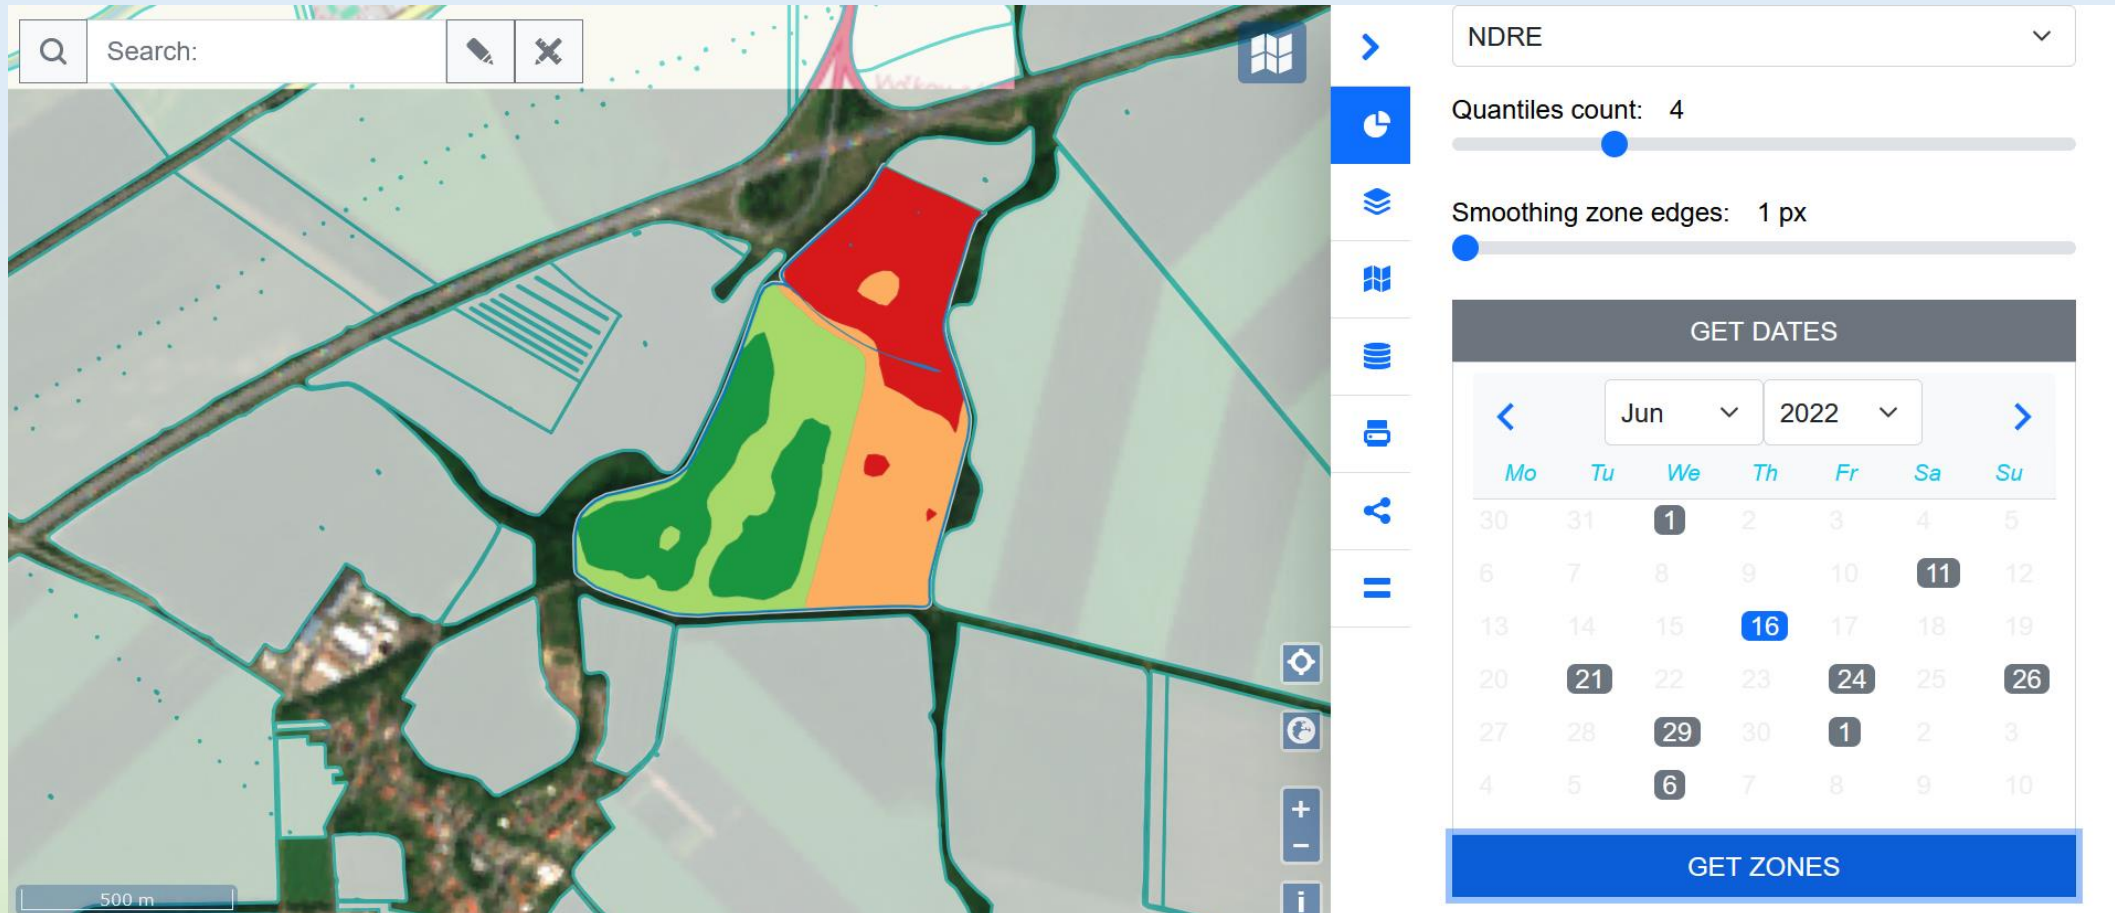 Search:
NDRE
Quantiles count: 4
Smoothing zone edges: 1 px
GET DATES
Jun 2022
Mo Tu We Th Fr Sa Su
30 31 1 2 3 4 5
6 7 8 9 10 11 12
13 14 15 16 17 18 19
20 21 22 23 24 25 26
27 28 29 30 1 2 3
4 5 6 7 8 9 10
GET ZONES
+
−
i
500 m